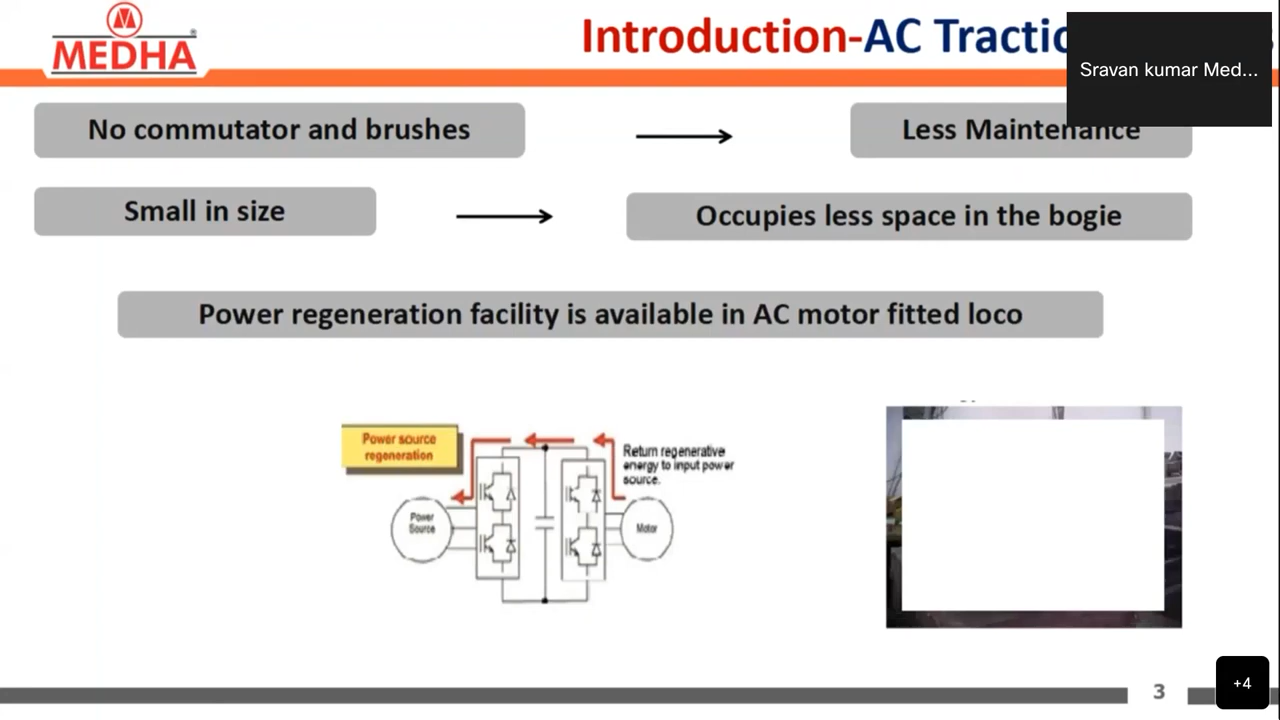 MEDHA
®
Introduction-AC Tractio
Sravan kumar Med...
No commutator and brushes
Less Maintenance
Small in size
Occupies less space in the bogie
Power regeneration facility is available in AC motor fitted loco
Power source
regeneration
Return regenerative
energy to input power
source.
Power
Source
Motor
3
+4